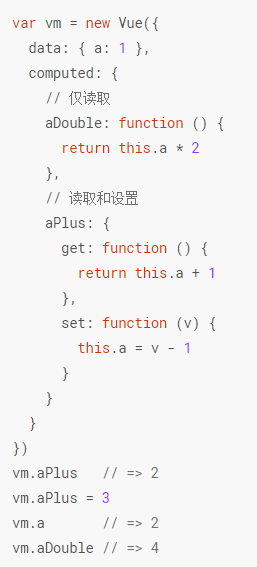 var vm = new Vue({
  data: { a: 1 },
  computed: {
    // 仅读取
    aDouble: function () {
      return this.a * 2
    },
    // 读取和设置
    aPlus: {
      get: function () {
        return this.a + 1
      },
      set: function (v) {
        this.a = v - 1
      }
    }
  }
})
vm.aPlus   // => 2
vm.aPlus = 3
vm.a       // => 2
vm.aDouble // => 4